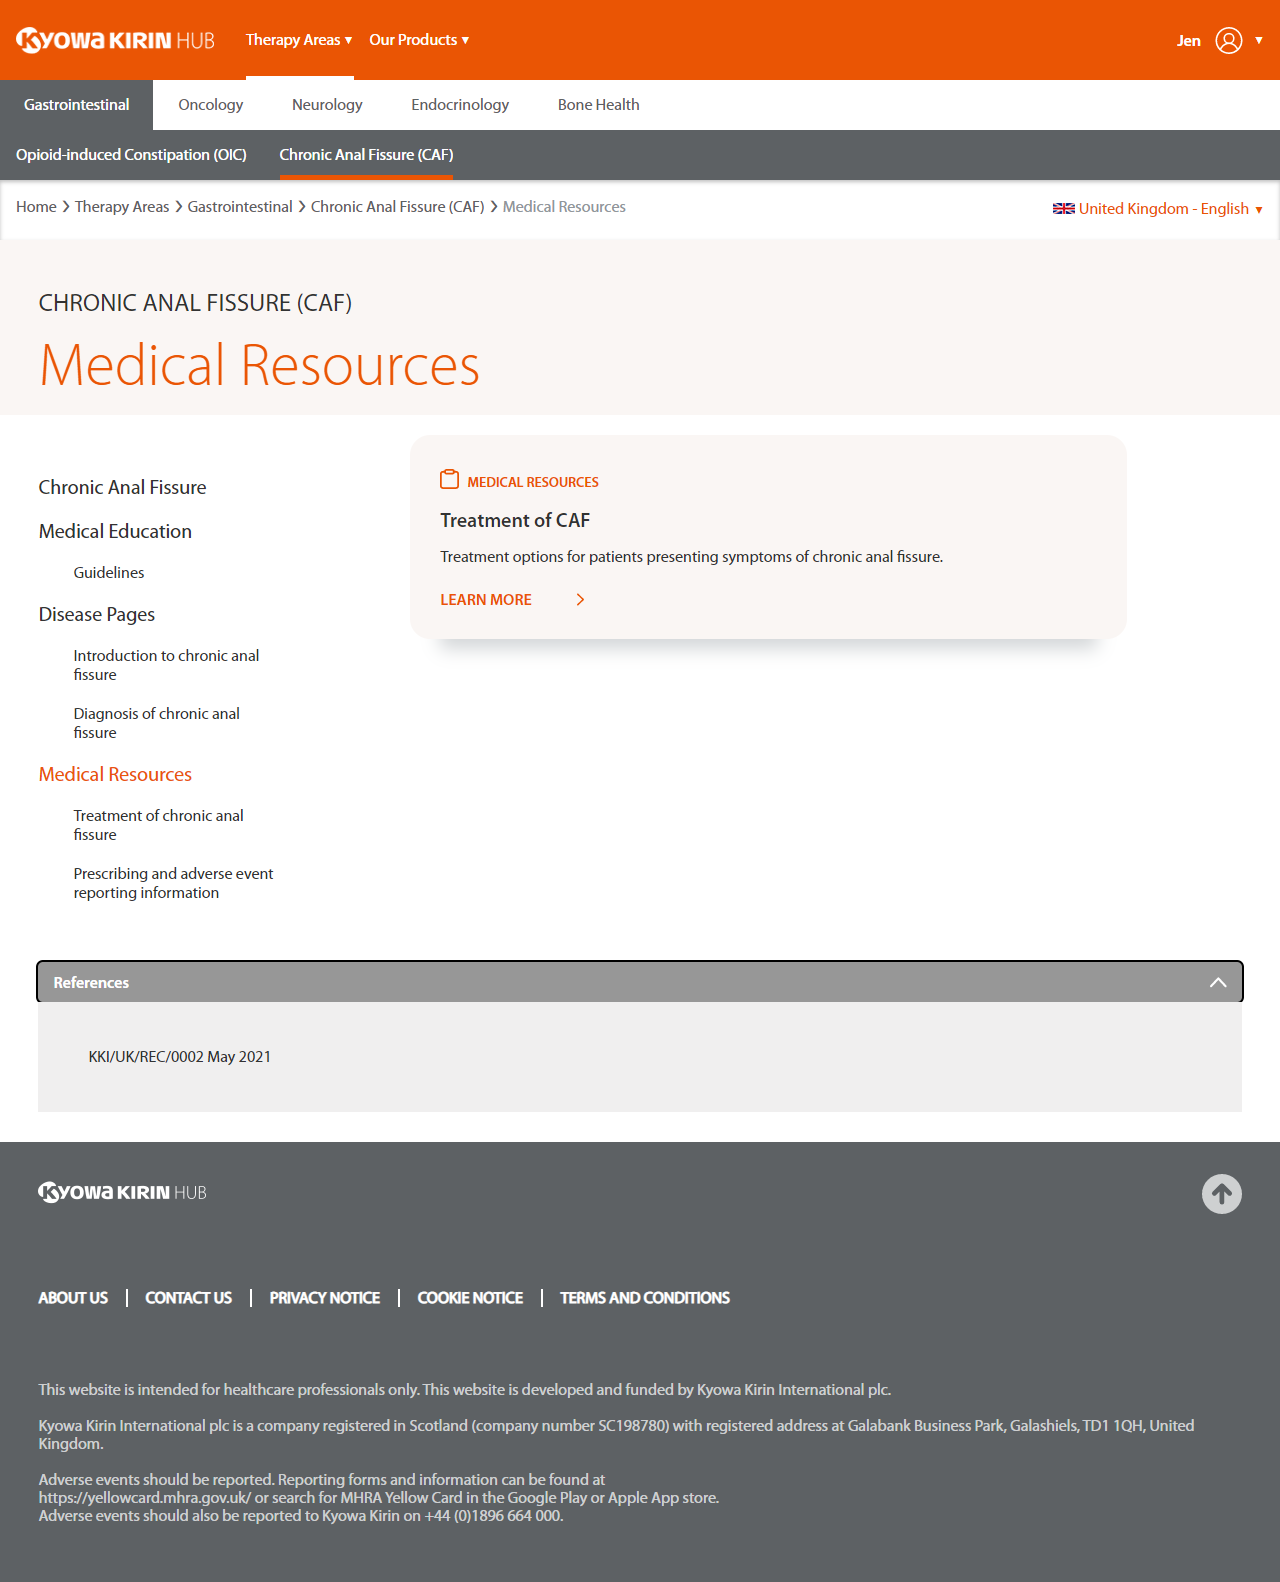 KYOWA KIRIN HUB Therapy Areas ▾ Our Products ▾ Jen ▾
Gastrointestinal Oncology Neurology Endocrinology Bone Health
Opioid-induced Constipation (OIC) Chronic Anal Fissure (CAF)
Home > Therapy Areas > Gastrointestinal > Chronic Anal Fissure (CAF) > Medical Resources
United Kingdom - English ▾
CHRONIC ANAL FISSURE (CAF)
Medical Resources
Chronic Anal Fissure
Medical Education
Guidelines
Disease Pages
Introduction to chronic anal
fissure
Diagnosis of chronic anal
fissure
Medical Resources
Treatment of chronic anal
fissure
Prescribing and adverse event
reporting information
MEDICAL RESOURCES
Treatment of CAF
Treatment options for patients presenting symptoms of chronic anal fissure.
LEARN MORE
References
KKI/UK/REC/0002 May 2021
KYOWA KIRIN HUB
ABOUT US | CONTACT US | PRIVACY NOTICE | COOKIE NOTICE | TERMS AND CONDITIONS
This website is intended for healthcare professionals only. This website is developed and funded by Kyowa Kirin International plc.
Kyowa Kirin International plc is a company registered in Scotland (company number SC198780) with registered address at Galabank Business Park, Galashiels, TD1 1QH, United
Kingdom.
Adverse events should be reported. Reporting forms and information can be found at
https://yellowcard.mhra.gov.uk/ or search for MHRA Yellow Card in the Google Play or Apple App store.
Adverse events should also be reported to Kyowa Kirin on +44 (0)1896 664 000.